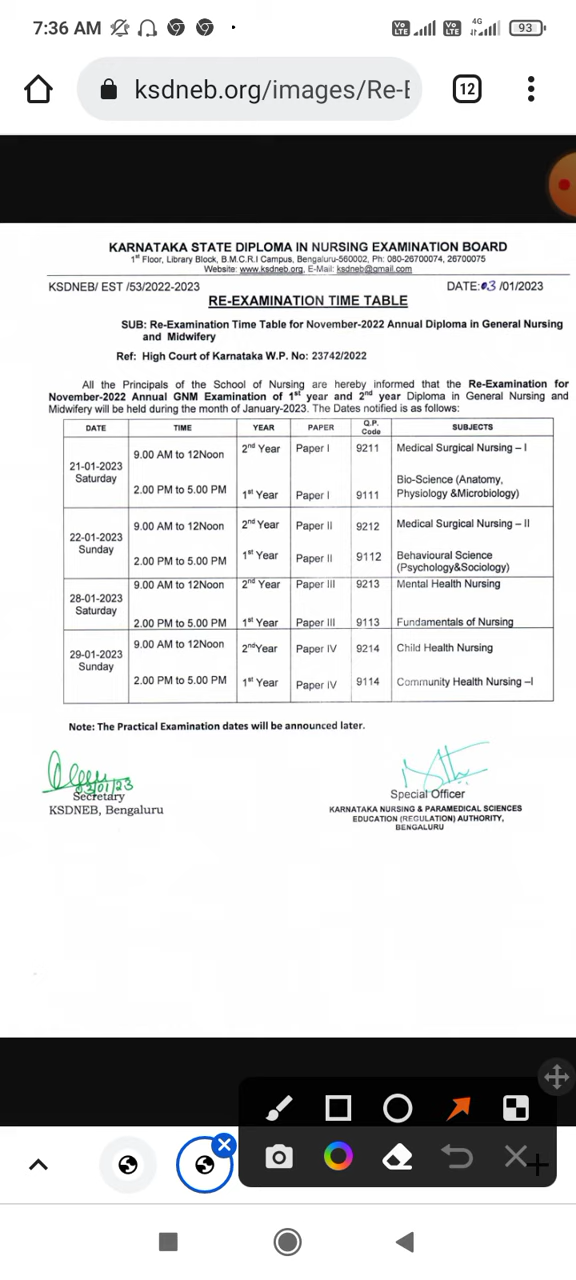 7:36 AM
Vo LTE Vo LTE 4G 93
ksdneb.org/images/Re-E
12
KARNATAKA STATE DIPLOMA IN NURSING EXAMINATION BOARD
1st Floor, Library Block, B.M.C.R.I Campus, Bengaluru-560002, Ph: 080-26700074, 26700075
Website: www.ksdneb.org, E-Mail: ksdneb@gmail.com
KSDNEB/ EST /53/2022-2023 DATE:03 /01/2023
RE-EXAMINATION TIME TABLE
SUB: Re-Examination Time Table for November-2022 Annual Diploma in General Nursing
and Midwifery
Ref: High Court of Karnataka W.P. No: 23742/2022
All the Principals of the School of Nursing are hereby informed that the Re-Examination for
November-2022 Annual GNM Examination of 1st year and 2nd year Diploma in General Nursing and
Midwifery will be held during the month of January-2023. The Dates notified is as follows:
DATE TIME YEAR PAPER Q.P. Code SUBJECTS
21-01-2023 Saturday
9.00 AM to 12Noon 2nd Year Paper I 9211 Medical Surgical Nursing – I
2.00 PM to 5.00 PM 1st Year Paper I 9111 Bio-Science (Anatomy,
Physiology &Microbiology)
22-01-2023 Sunday
9.00 AM to 12Noon 2nd Year Paper II 9212 Medical Surgical Nursing – II
2.00 PM to 5.00 PM 1st Year Paper II 9112 Behavioural Science
(Psychology&Sociology)
28-01-2023 Saturday
9.00 AM to 12Noon 2nd Year Paper III 9213 Mental Health Nursing
2.00 PM to 5.00 PM 1st Year Paper III 9113 Fundamentals of Nursing
29-01-2023 Sunday
9.00 AM to 12Noon 2ndYear Paper IV 9214 Child Health Nursing
2.00 PM to 5.00 PM 1st Year Paper IV 9114 Community Health Nursing –I
Note: The Practical Examination dates will be announced later.
03/01/23
Secretary
KSDNEB, Bengaluru
Special Officer
KARNATAKA NURSING & PARAMEDICAL SCIENCES
EDUCATION (REGULATION) AUTHORITY,
BENGALURU